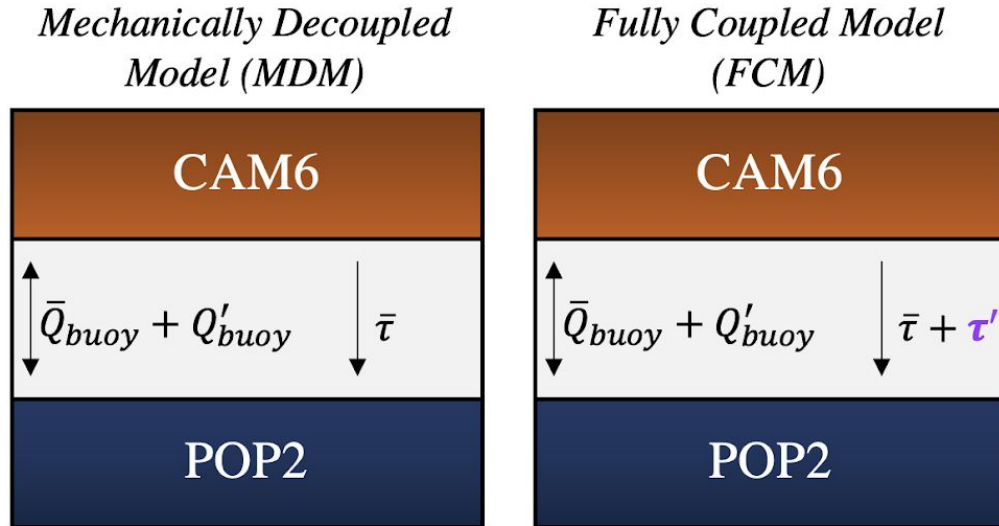 Mechanically Decoupled
Model (MDM)
CAM6
Q̄buoy + Q′buoy
τ̄
POP2
Fully Coupled Model
(FCM)
CAM6
Q̄buoy + Q′buoy
τ̄ + τ′
POP2